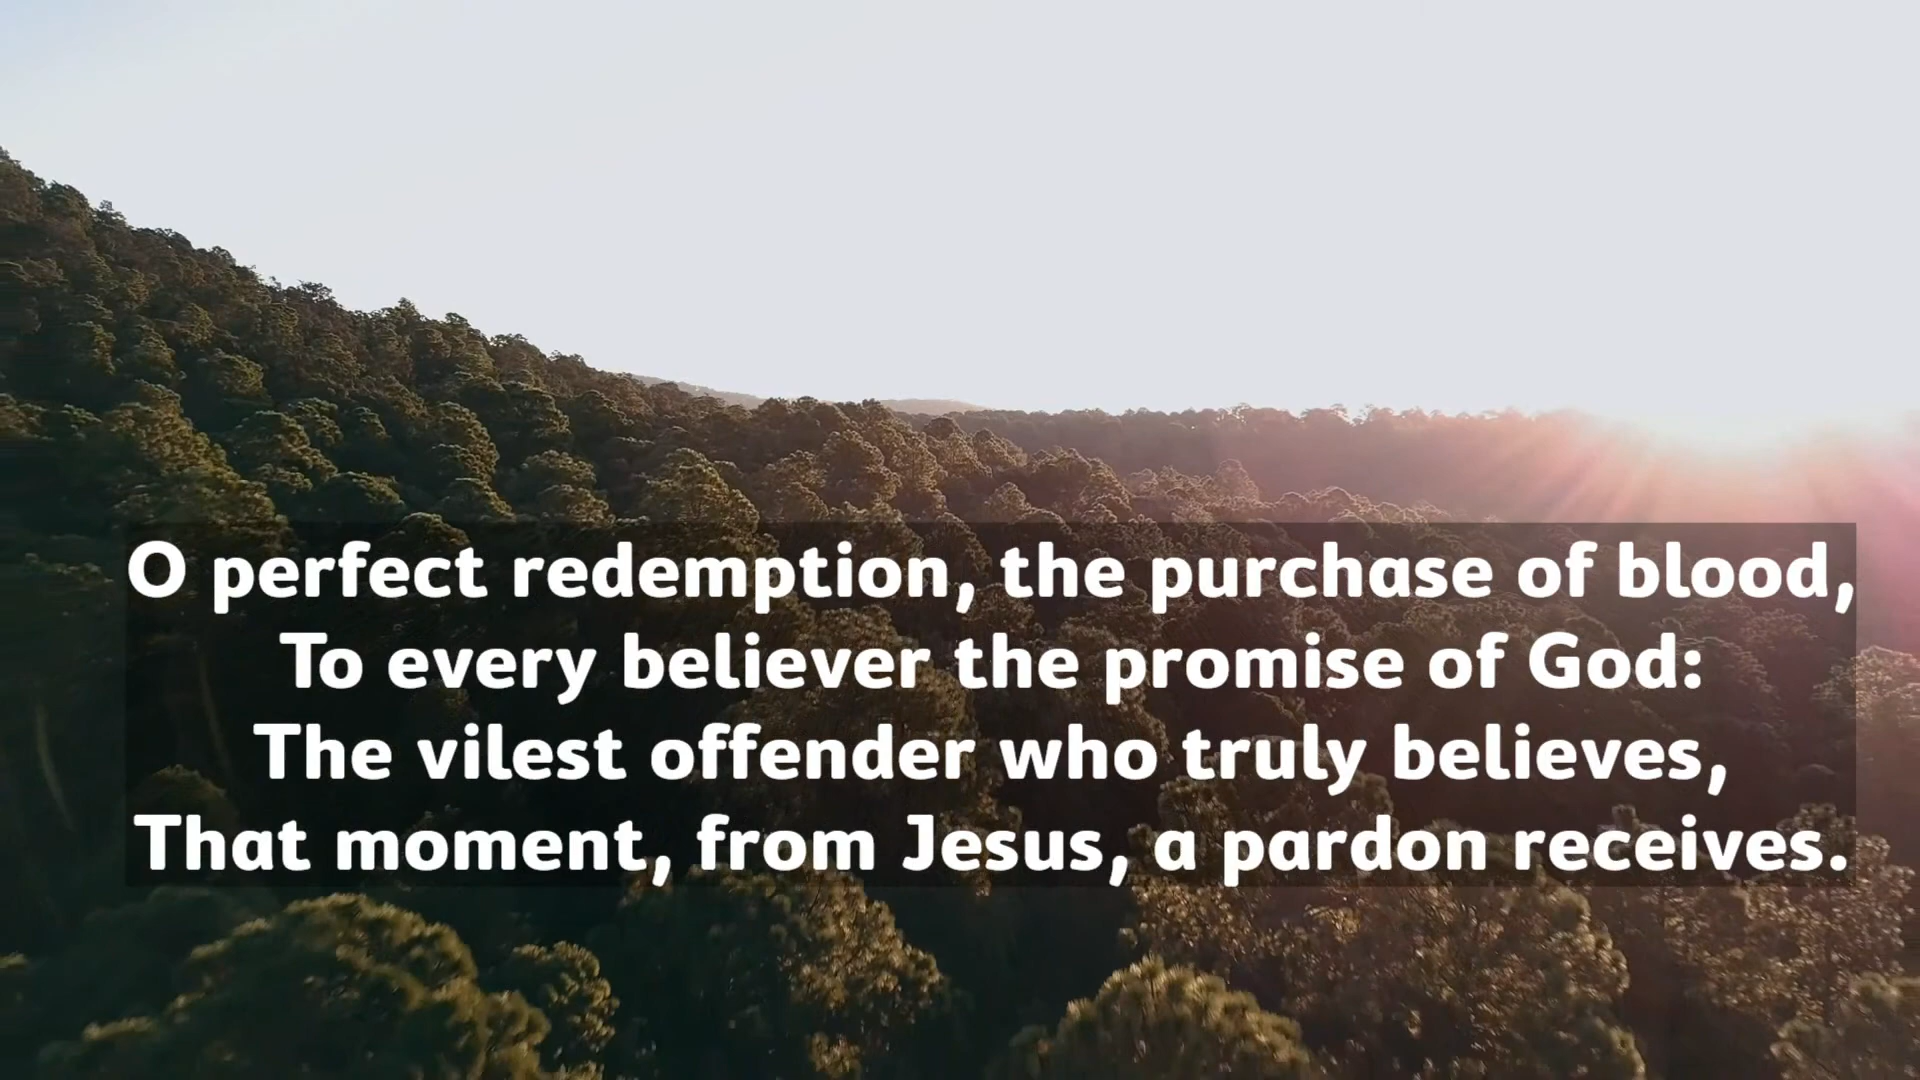 O perfect redemption, the purchase of blood,
To every believer the promise of God:
The vilest offender who truly believes,
That moment, from Jesus, a pardon receives.